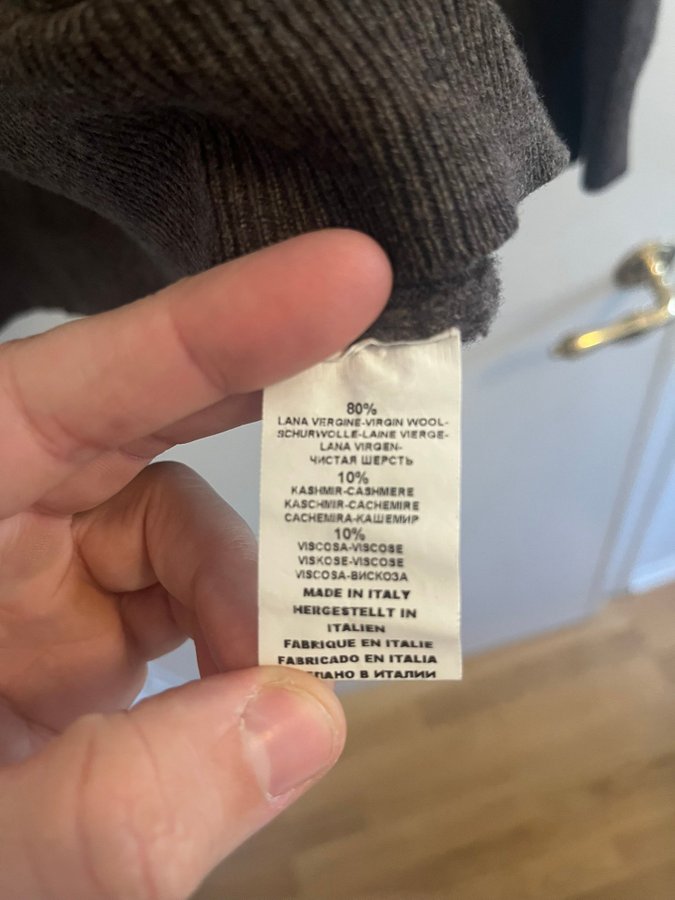 80%
LANA VERGINE-VIRGIN WOOL-
SCHURWOLLE-LAINE VIERGE-
LANA VIRGEN-
ЧИСТАЯ ШЕРСТЬ
10%
KASHMIR-CASHMERE
KASCHMIR-CACHEMIRE
CACHEMIRA-КАШЕМИР
10%
VISCOSA-VISCOSE
VISKOSE-VISCOSE
VISCOSA-ВИСКОЗА
MADE IN ITALY
HERGESTELLT IN
ITALIEN
FABRIQUE EN ITALIE
FABRICADO EN ITALIA
В ИТАЛИИ